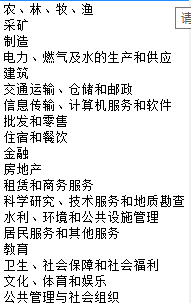 农、林、牧、渔
采矿
制造
电力、燃气及水的生产和供应
建筑
交通运输、仓储和邮政
信息传输、计算机服务和软件
批发和零售
住宿和餐饮
金融
房地产
租赁和商务服务
科学研究、技术服务和地质勘查
水利、环境和公共设施管理
居民服务和其他服务
教育
卫生、社会保障和社会福利
文化、体育和娱乐
公共管理与社会组织